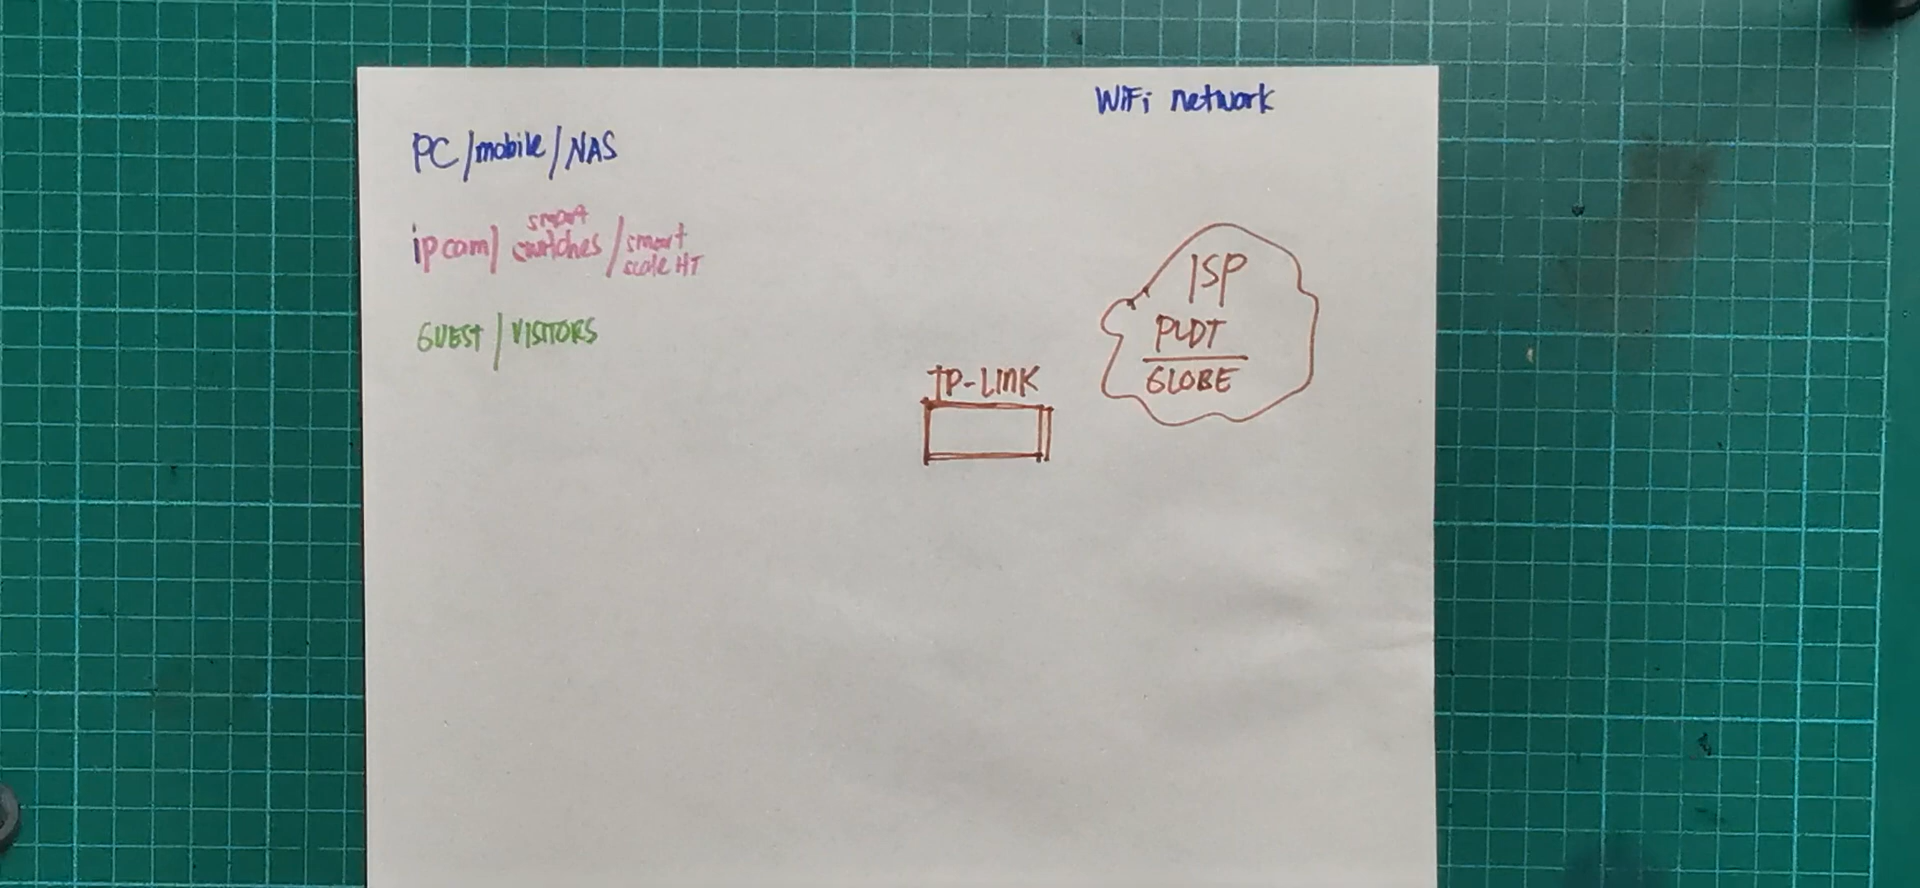 WiFi network
PC/mobile/NAS
ipcam/ smart switches / smart scale HT
GUEST / VISITORS
ISP
PLDT
GLOBE
TP-LINK